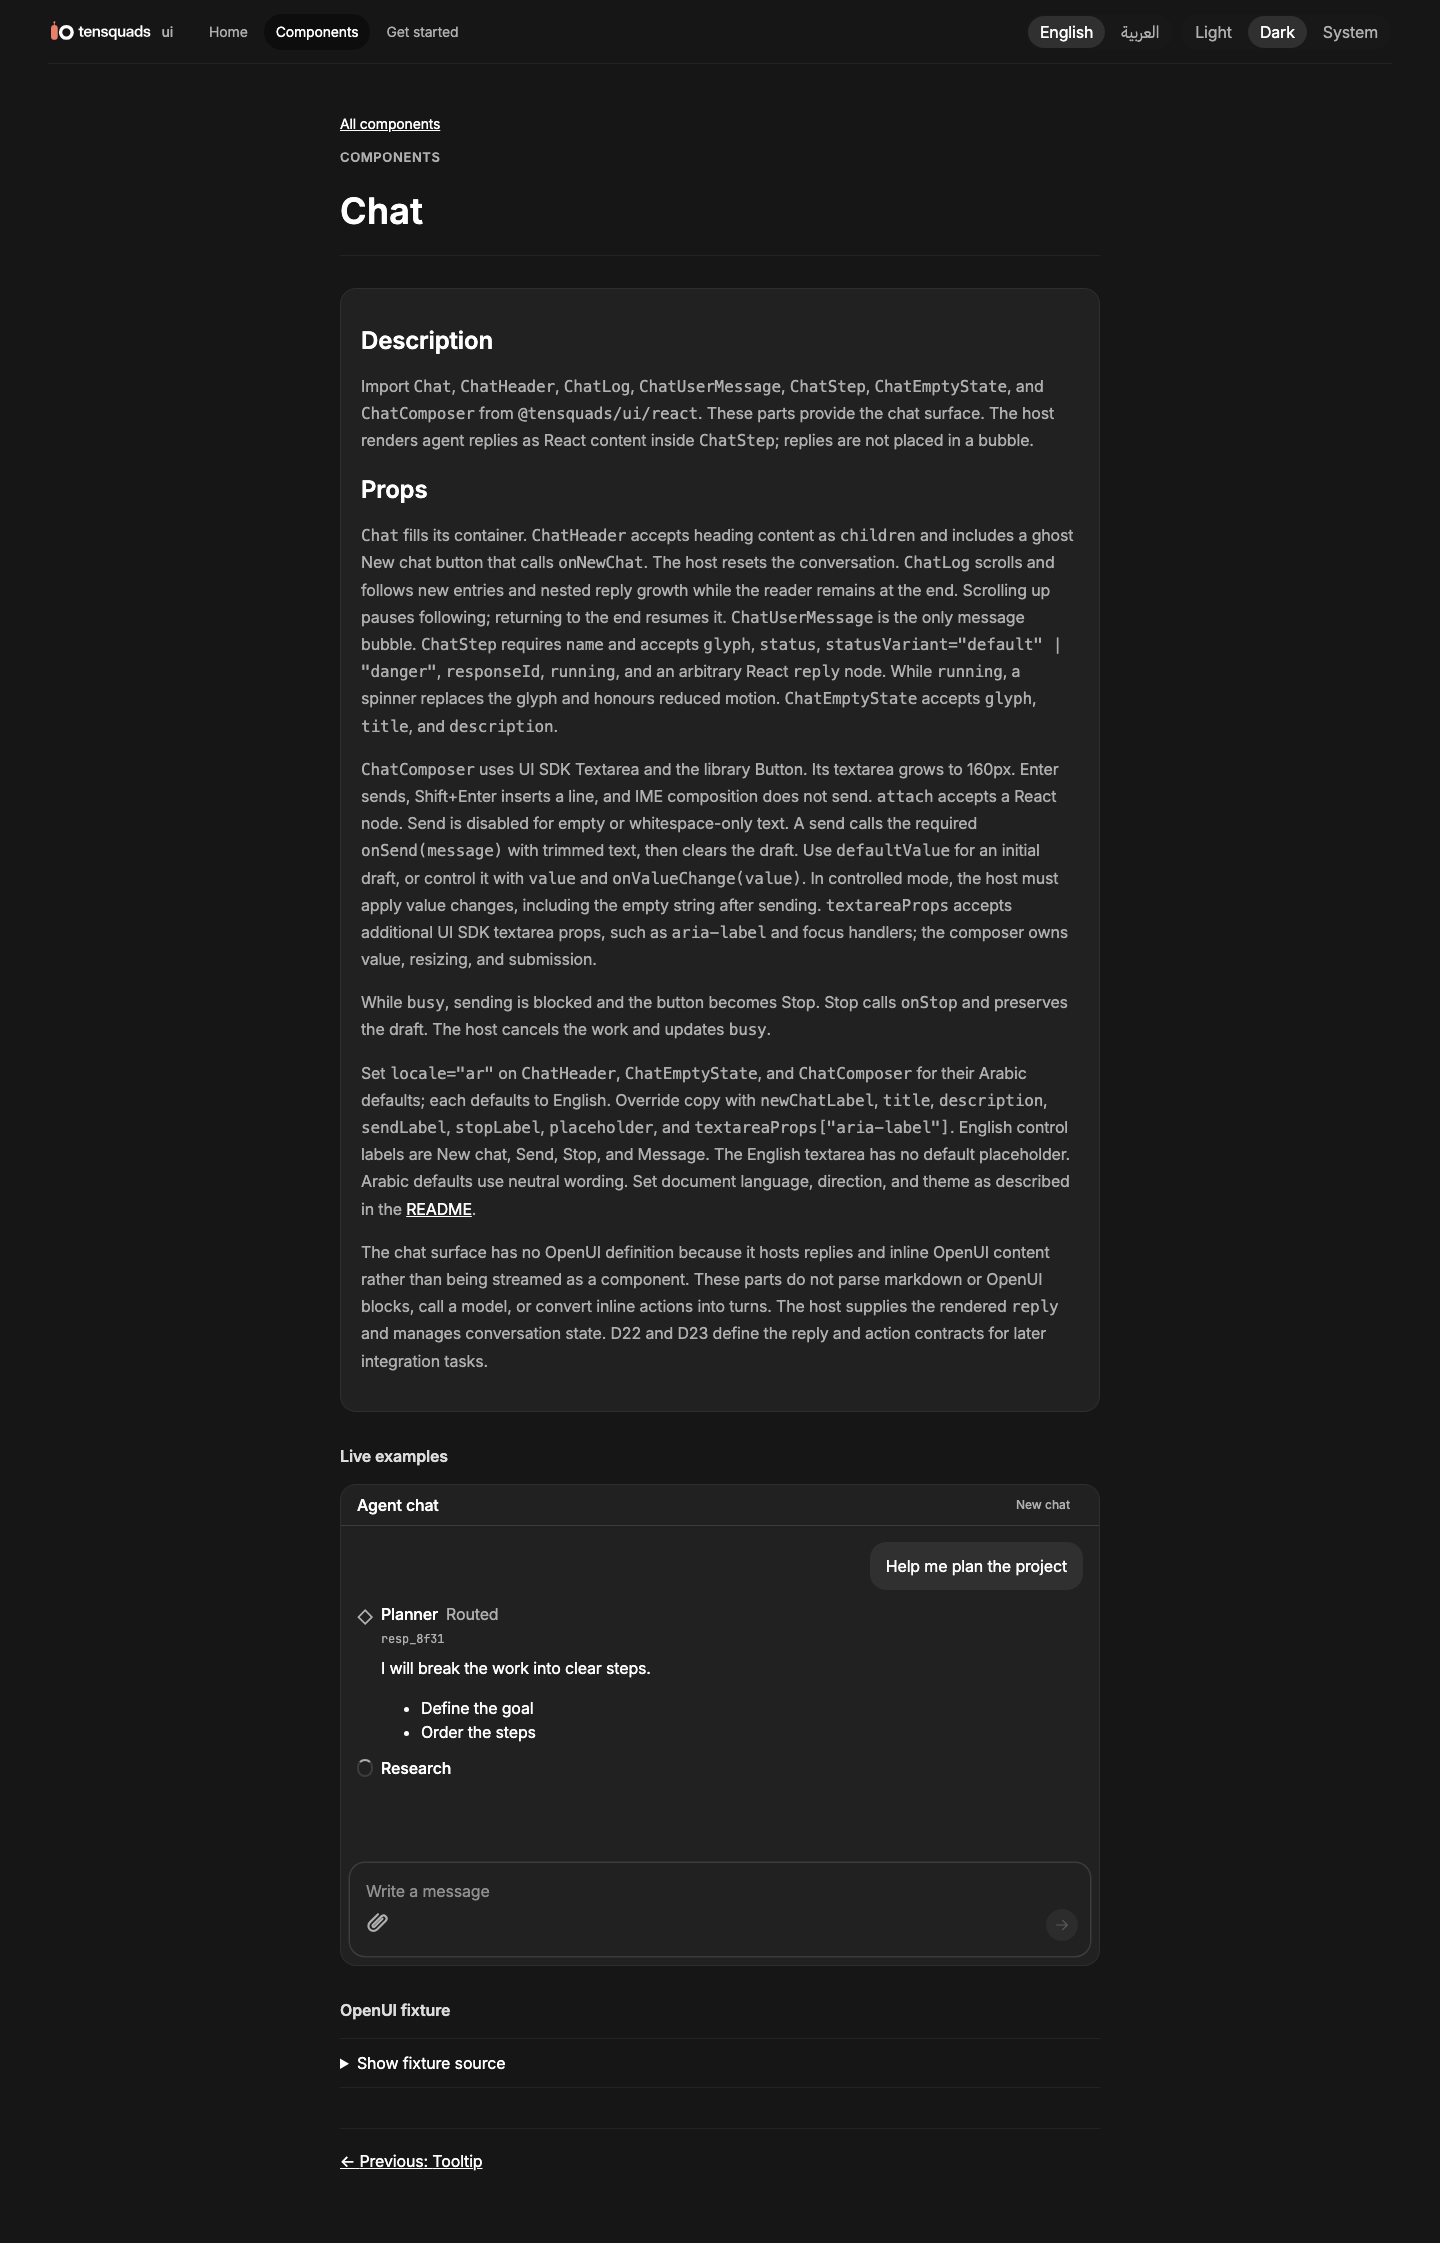 tensquads ui Home Components Get started English العربية Light Dark System
All components
COMPONENTS
Chat
Description
Import Chat, ChatHeader, ChatLog, ChatUserMessage, ChatStep, ChatEmptyState, and
ChatComposer from @tensquads/ui/react. These parts provide the chat surface. The host
renders agent replies as React content inside ChatStep; replies are not placed in a bubble.
Props
Chat fills its container. ChatHeader accepts heading content as children and includes a ghost
New chat button that calls onNewChat. The host resets the conversation. ChatLog scrolls and
follows new entries and nested reply growth while the reader remains at the end. Scrolling up
pauses following; returning to the end resumes it. ChatUserMessage is the only message
bubble. ChatStep requires name and accepts glyph, status, statusVariant="default" |
"danger", responseId, running, and an arbitrary React reply node. While running, a
spinner replaces the glyph and honours reduced motion. ChatEmptyState accepts glyph,
title, and description.
ChatComposer uses UI SDK Textarea and the library Button. Its textarea grows to 160px. Enter
sends, Shift+Enter inserts a line, and IME composition does not send. attach accepts a React
node. Send is disabled for empty or whitespace-only text. A send calls the required
onSend(message) with trimmed text, then clears the draft. Use defaultValue for an initial
draft, or control it with value and onValueChange(value). In controlled mode, the host must
apply value changes, including the empty string after sending. textareaProps accepts
additional UI SDK textarea props, such as aria-label and focus handlers; the composer owns
value, resizing, and submission.
While busy, sending is blocked and the button becomes Stop. Stop calls onStop and preserves
the draft. The host cancels the work and updates busy.
Set locale="ar" on ChatHeader, ChatEmptyState, and ChatComposer for their Arabic
defaults; each defaults to English. Override copy with newChatLabel, title, description,
sendLabel, stopLabel, placeholder, and textareaProps["aria-label"]. English control
labels are New chat, Send, Stop, and Message. The English textarea has no default placeholder.
Arabic defaults use neutral wording. Set document language, direction, and theme as described
in the README.
The chat surface has no OpenUI definition because it hosts replies and inline OpenUI content
rather than being streamed as a component. These parts do not parse markdown or OpenUI
blocks, call a model, or convert inline actions into turns. The host supplies the rendered reply
and manages conversation state. D22 and D23 define the reply and action contracts for later
integration tasks.
Live examples
Agent chat New chat
Help me plan the project
Planner Routed
resp_8f31
I will break the work into clear steps.
• Define the goal
• Order the steps
Research
Write a message
OpenUI fixture
Show fixture source
← Previous: Tooltip